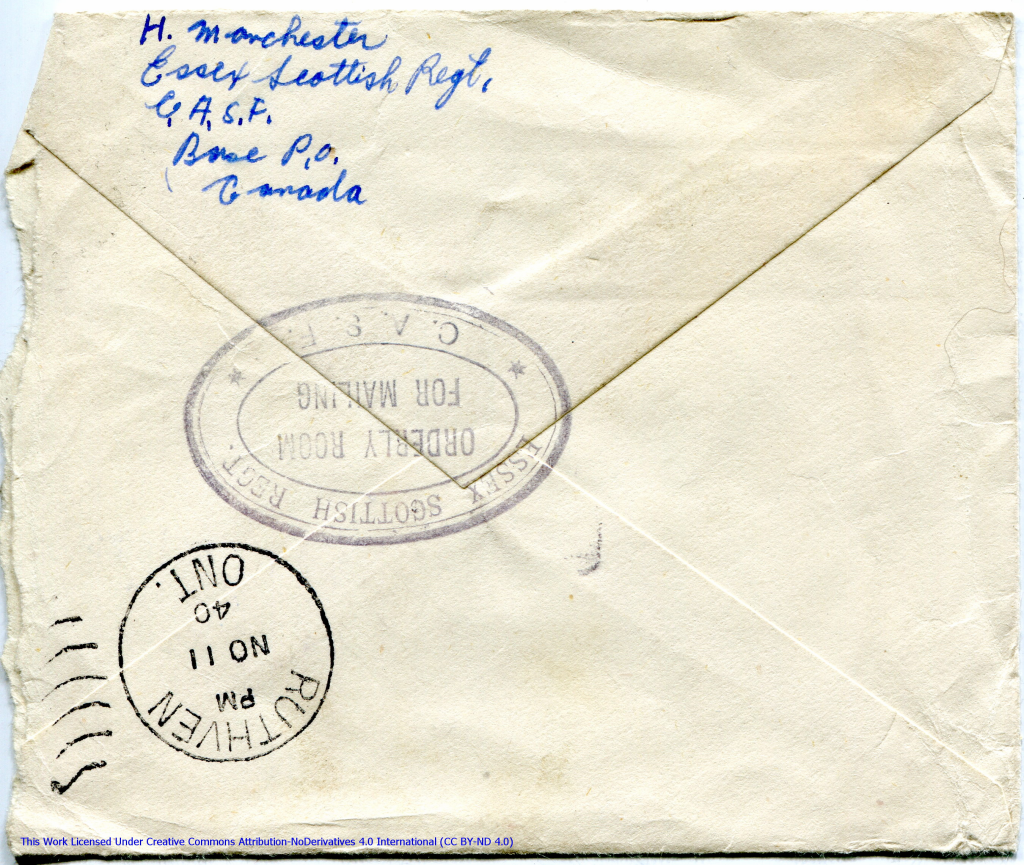 H. Manchester
Essex Scottish Regt.
C.A.S.F.
Base P.O.
Canada
ESSEX SCOTTISH REGT.
ORDERLY ROOM
FOR MAILING
C. A. S. F.
RUTHVEN
PM
NO 11
40
ONT.
This Work Licensed Under Creative Commons Attribution-NoDerivatives 4.0 International (CC BY-ND 4.0)